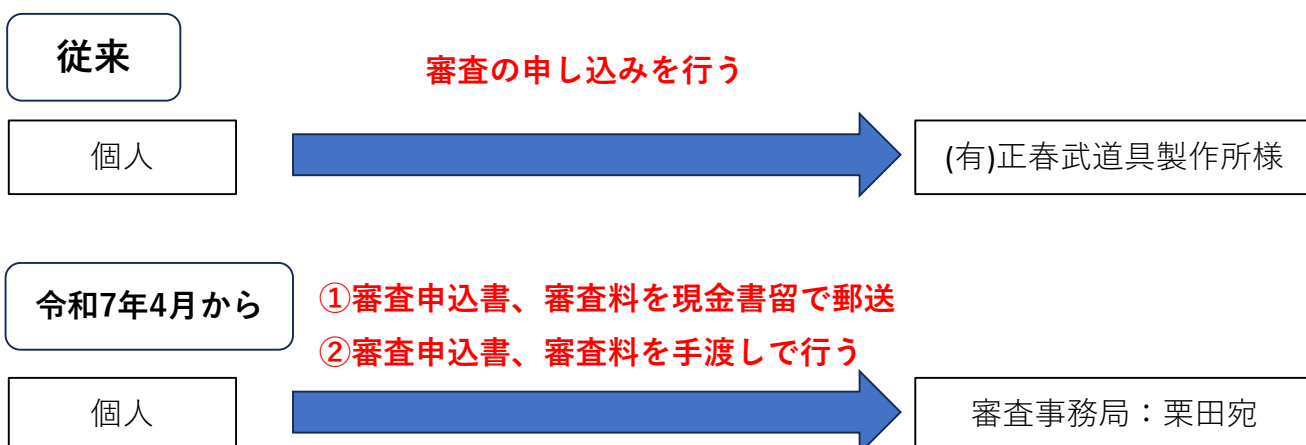 従来
審査の申し込みを行う
個人
(有)正春武道具製作所様
令和7年4月から
①審査申込書、審査料を現金書留で郵送
②審査申込書、審査料を手渡しで行う
個人
審査事務局：栗田宛